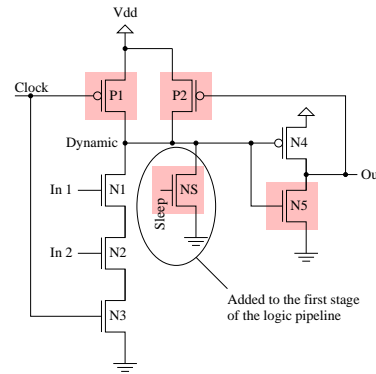 Vdd
Clock
P1
P2
Dynamic
N4
In 1
N1
Sleep
NS
Ou
N5
In 2
N2
N3
Added to the first stage
of the logic pipeline